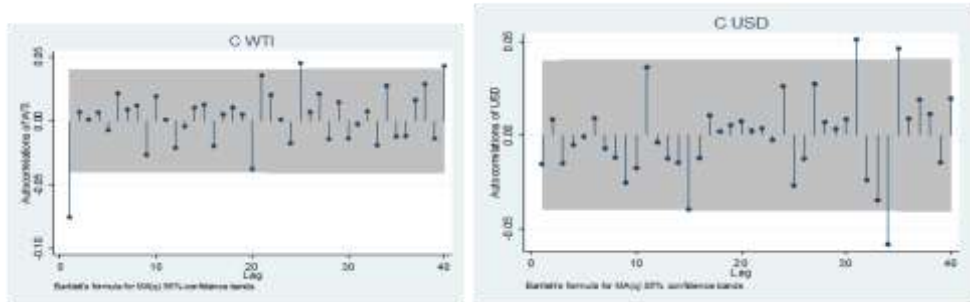 C WTI
Autocorrelations of WTI
0.05
0.00
-0.05
-0.10
0
10
20
30
40
Lag
Bartlett's formula for MA(q) 95% confidence bands
C USD
Autocorrelations of USD
0.05
0.00
-0.05
0
10
20
30
40
Lag
Bartlett's formula for MA(q) 95% confidence bands